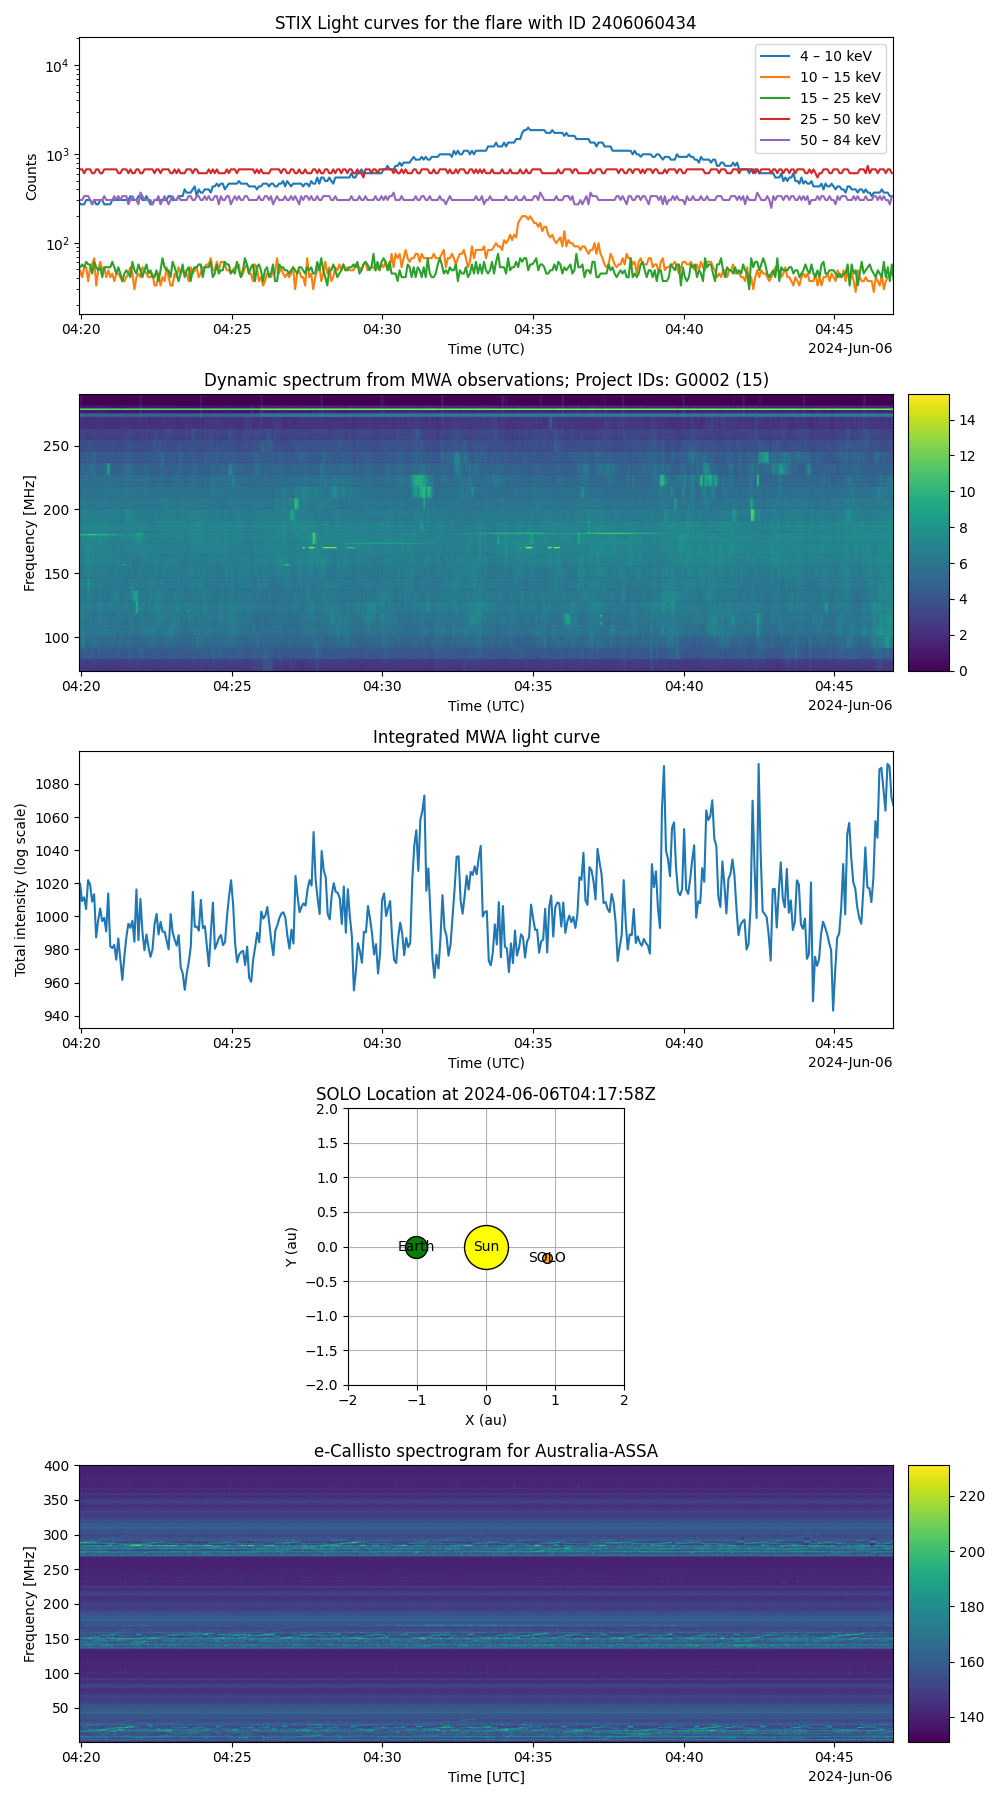 STIX Light curves for the flare with ID 2406060434
10⁴
10³
10²
Counts
4 – 10 keV
10 – 15 keV
15 – 25 keV
25 – 50 keV
50 – 84 keV
04:20 04:25 04:30 04:35 04:40 04:45
Time (UTC)
2024-Jun-06
Dynamic spectrum from MWA observations; Project IDs: G0002 (15)
250
200
150
100
Frequency [MHz]
14
12
10
8
6
4
2
0
04:20 04:25 04:30 04:35 04:40 04:45
Time (UTC)
2024-Jun-06
Integrated MWA light curve
1080
1060
1040
1020
1000
980
960
940
Total intensity (log scale)
04:20 04:25 04:30 04:35 04:40 04:45
Time (UTC)
2024-Jun-06
SOLO Location at 2024-06-06T04:17:58Z
2.0
1.5
1.0
0.5
0.0
−0.5
−1.0
−1.5
−2.0
Y (au)
Earth
Sun
SOLO
−2 −1 0 1 2
X (au)
e-Callisto spectrogram for Australia-ASSA
400
350
300
250
200
150
100
50
Frequency [MHz]
220
200
180
160
140
04:20 04:25 04:30 04:35 04:40 04:45
Time [UTC]
2024-Jun-06